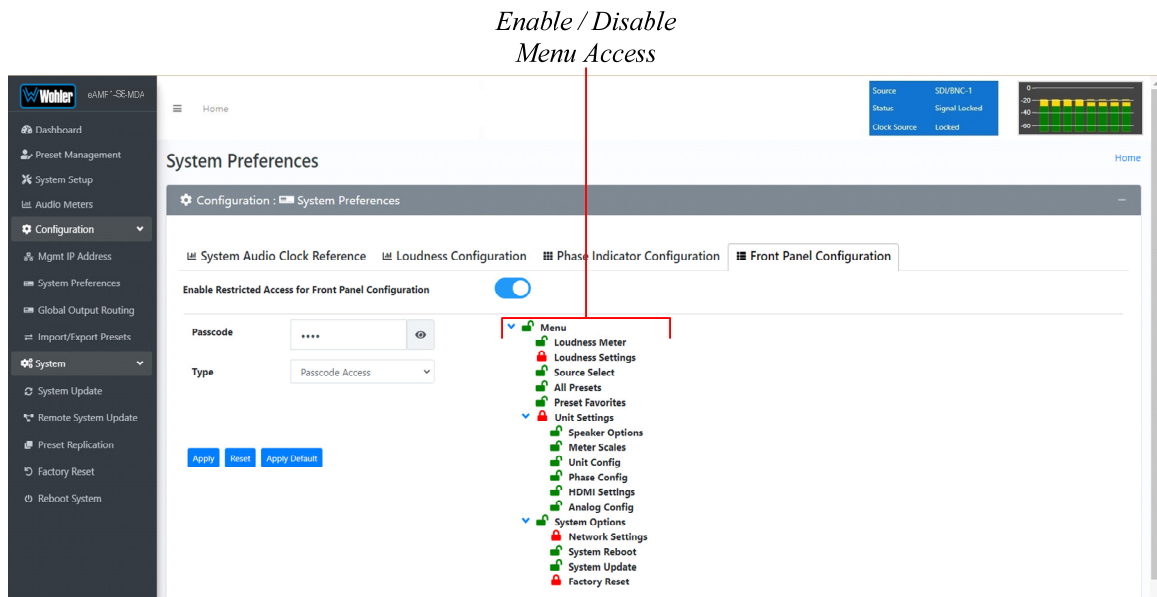 Enable / Disable
Menu Access
Wohler
Home
Source SDI/BNC-1
Status Signal Locked
Clock Source Locked
0
-20
-40
-oo
Dashboard
Preset Management
System Setup
Audio Meters
Configuration
Mgmt IP Address
System Preferences
Global Output Routing
Import/Export Presets
System
System Update
Remote System Update
Preset Replication
Factory Reset
Reboot System
System Preferences
Home
Configuration : System Preferences
System Audio Clock Reference Loudness Configuration Phase Indicator Configuration Front Panel Configuration
Enable Restricted Access for Front Panel Configuration
Passcode ••••
Type Passcode Access
Apply Reset Apply Default
Menu
Loudness Meter
Loudness Settings
Source Select
All Presets
Preset Favorites
Unit Settings
Speaker Options
Meter Scales
Unit Config
Phase Config
HDMI Settings
Analog Config
System Options
Network Settings
System Reboot
System Update
Factory Reset